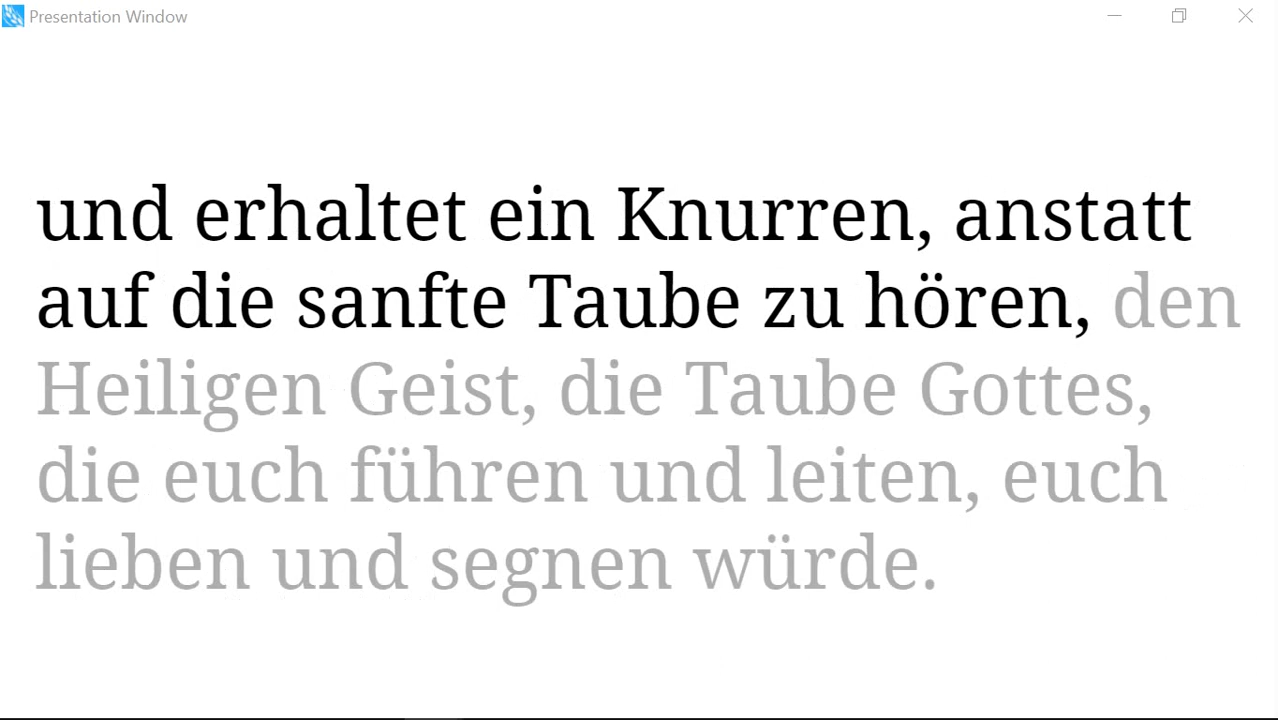 Presentation Window
und erhaltet ein Knurren, anstatt
auf die sanfte Taube zu hören, den
Heiligen Geist, die Taube Gottes,
die euch führen und leiten, euch
lieben und segnen würde.